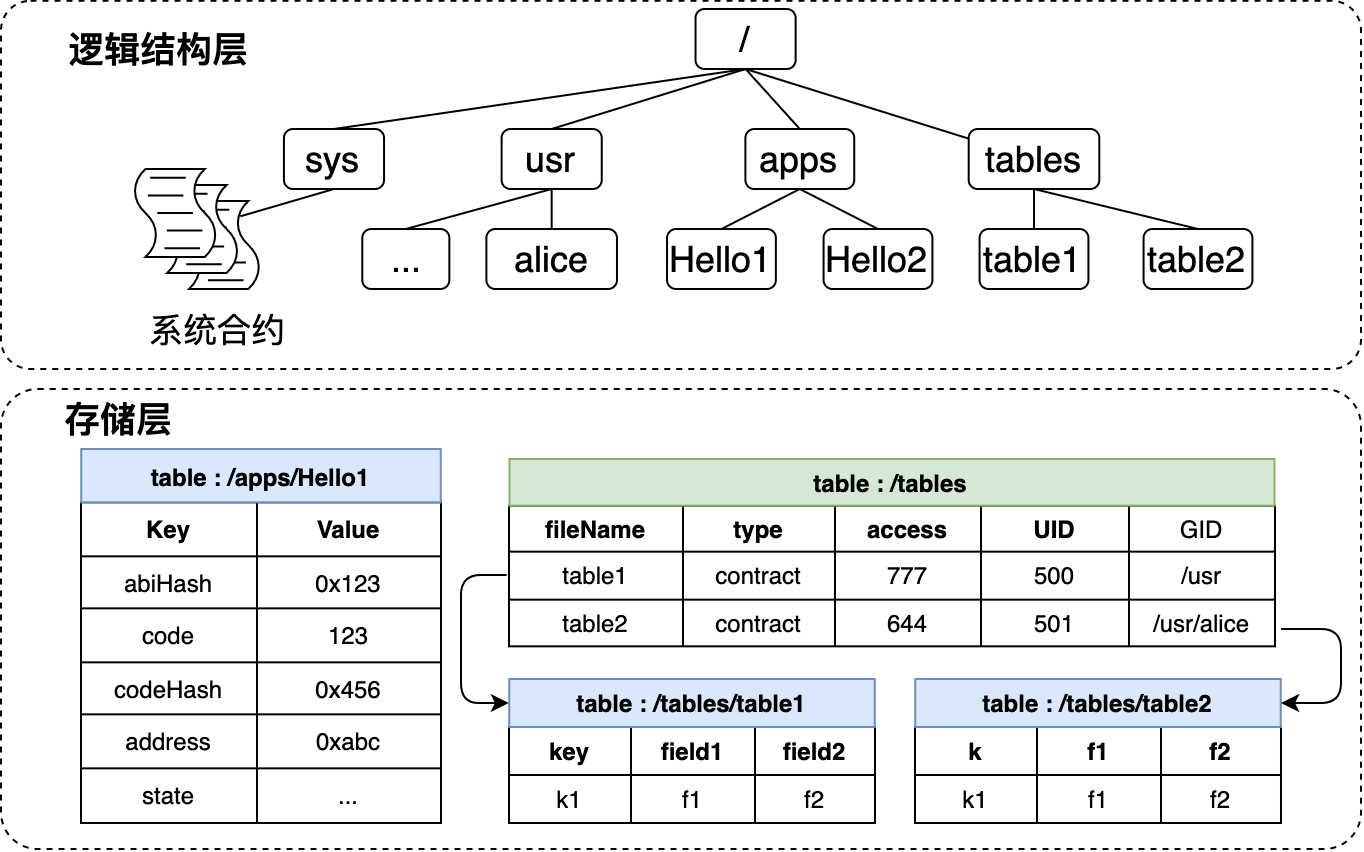 逻辑结构层
/
sys usr apps tables
... alice Hello1 Hello2 table1 table2
系统合约
存储层
table : /apps/Hello1
Key Value
abiHash 0x123
code 123
codeHash 0x456
address 0xabc
state ...
table : /tables
fileName type access UID GID
table1 contract 777 500 /usr
table2 contract 644 501 /usr/alice
table : /tables/table1
key field1 field2
k1 f1 f2
table : /tables/table2
k f1 f2
k1 f1 f2